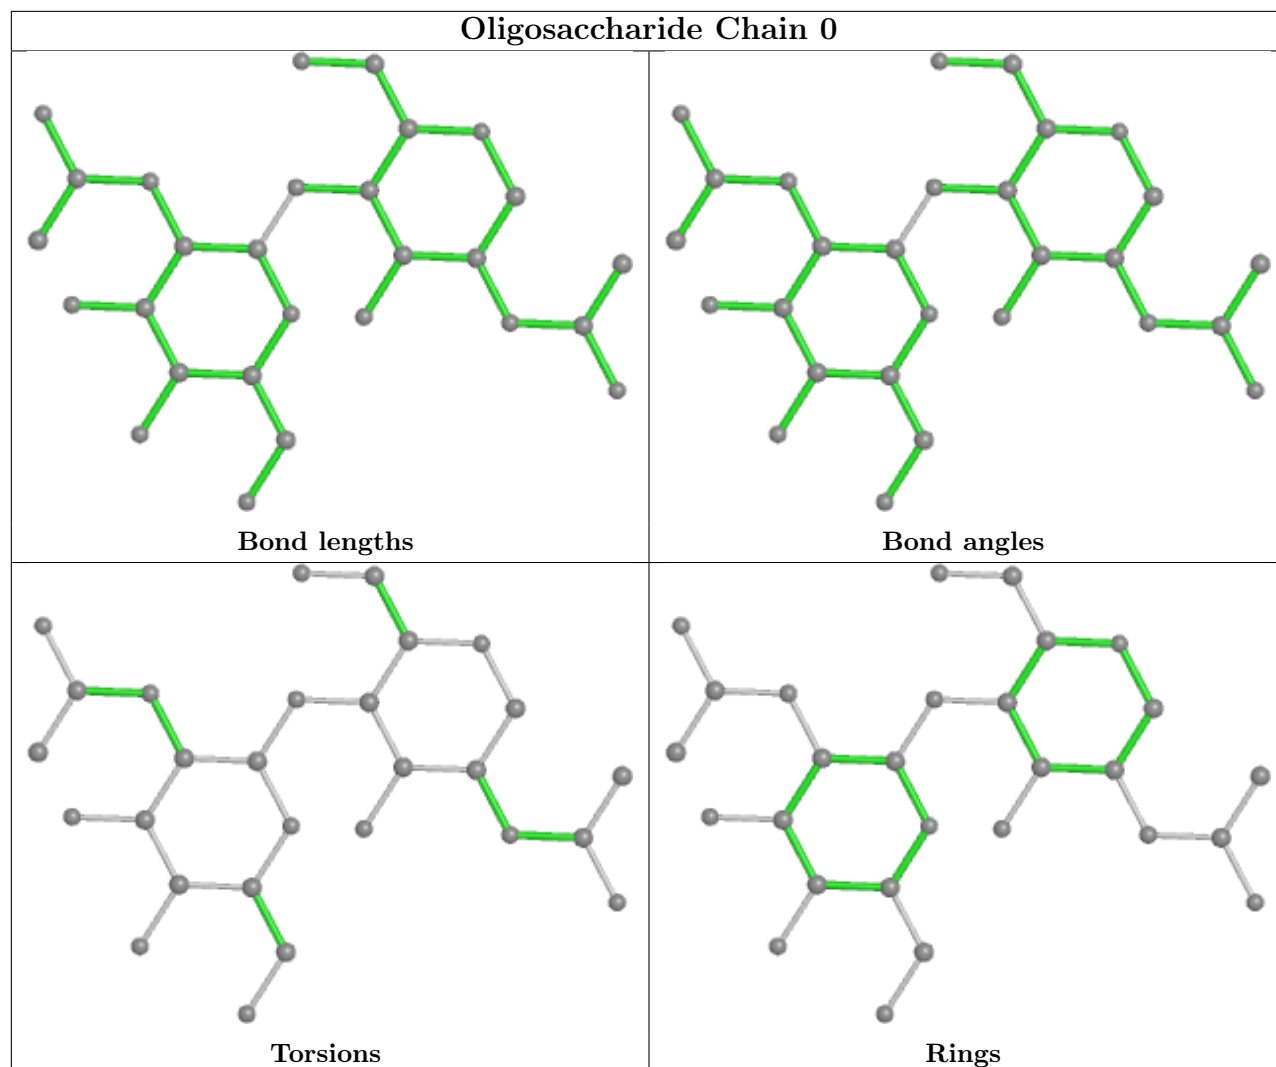 Oligosaccharide Chain 0
Bond lengths
Bond angles
Torsions
Rings